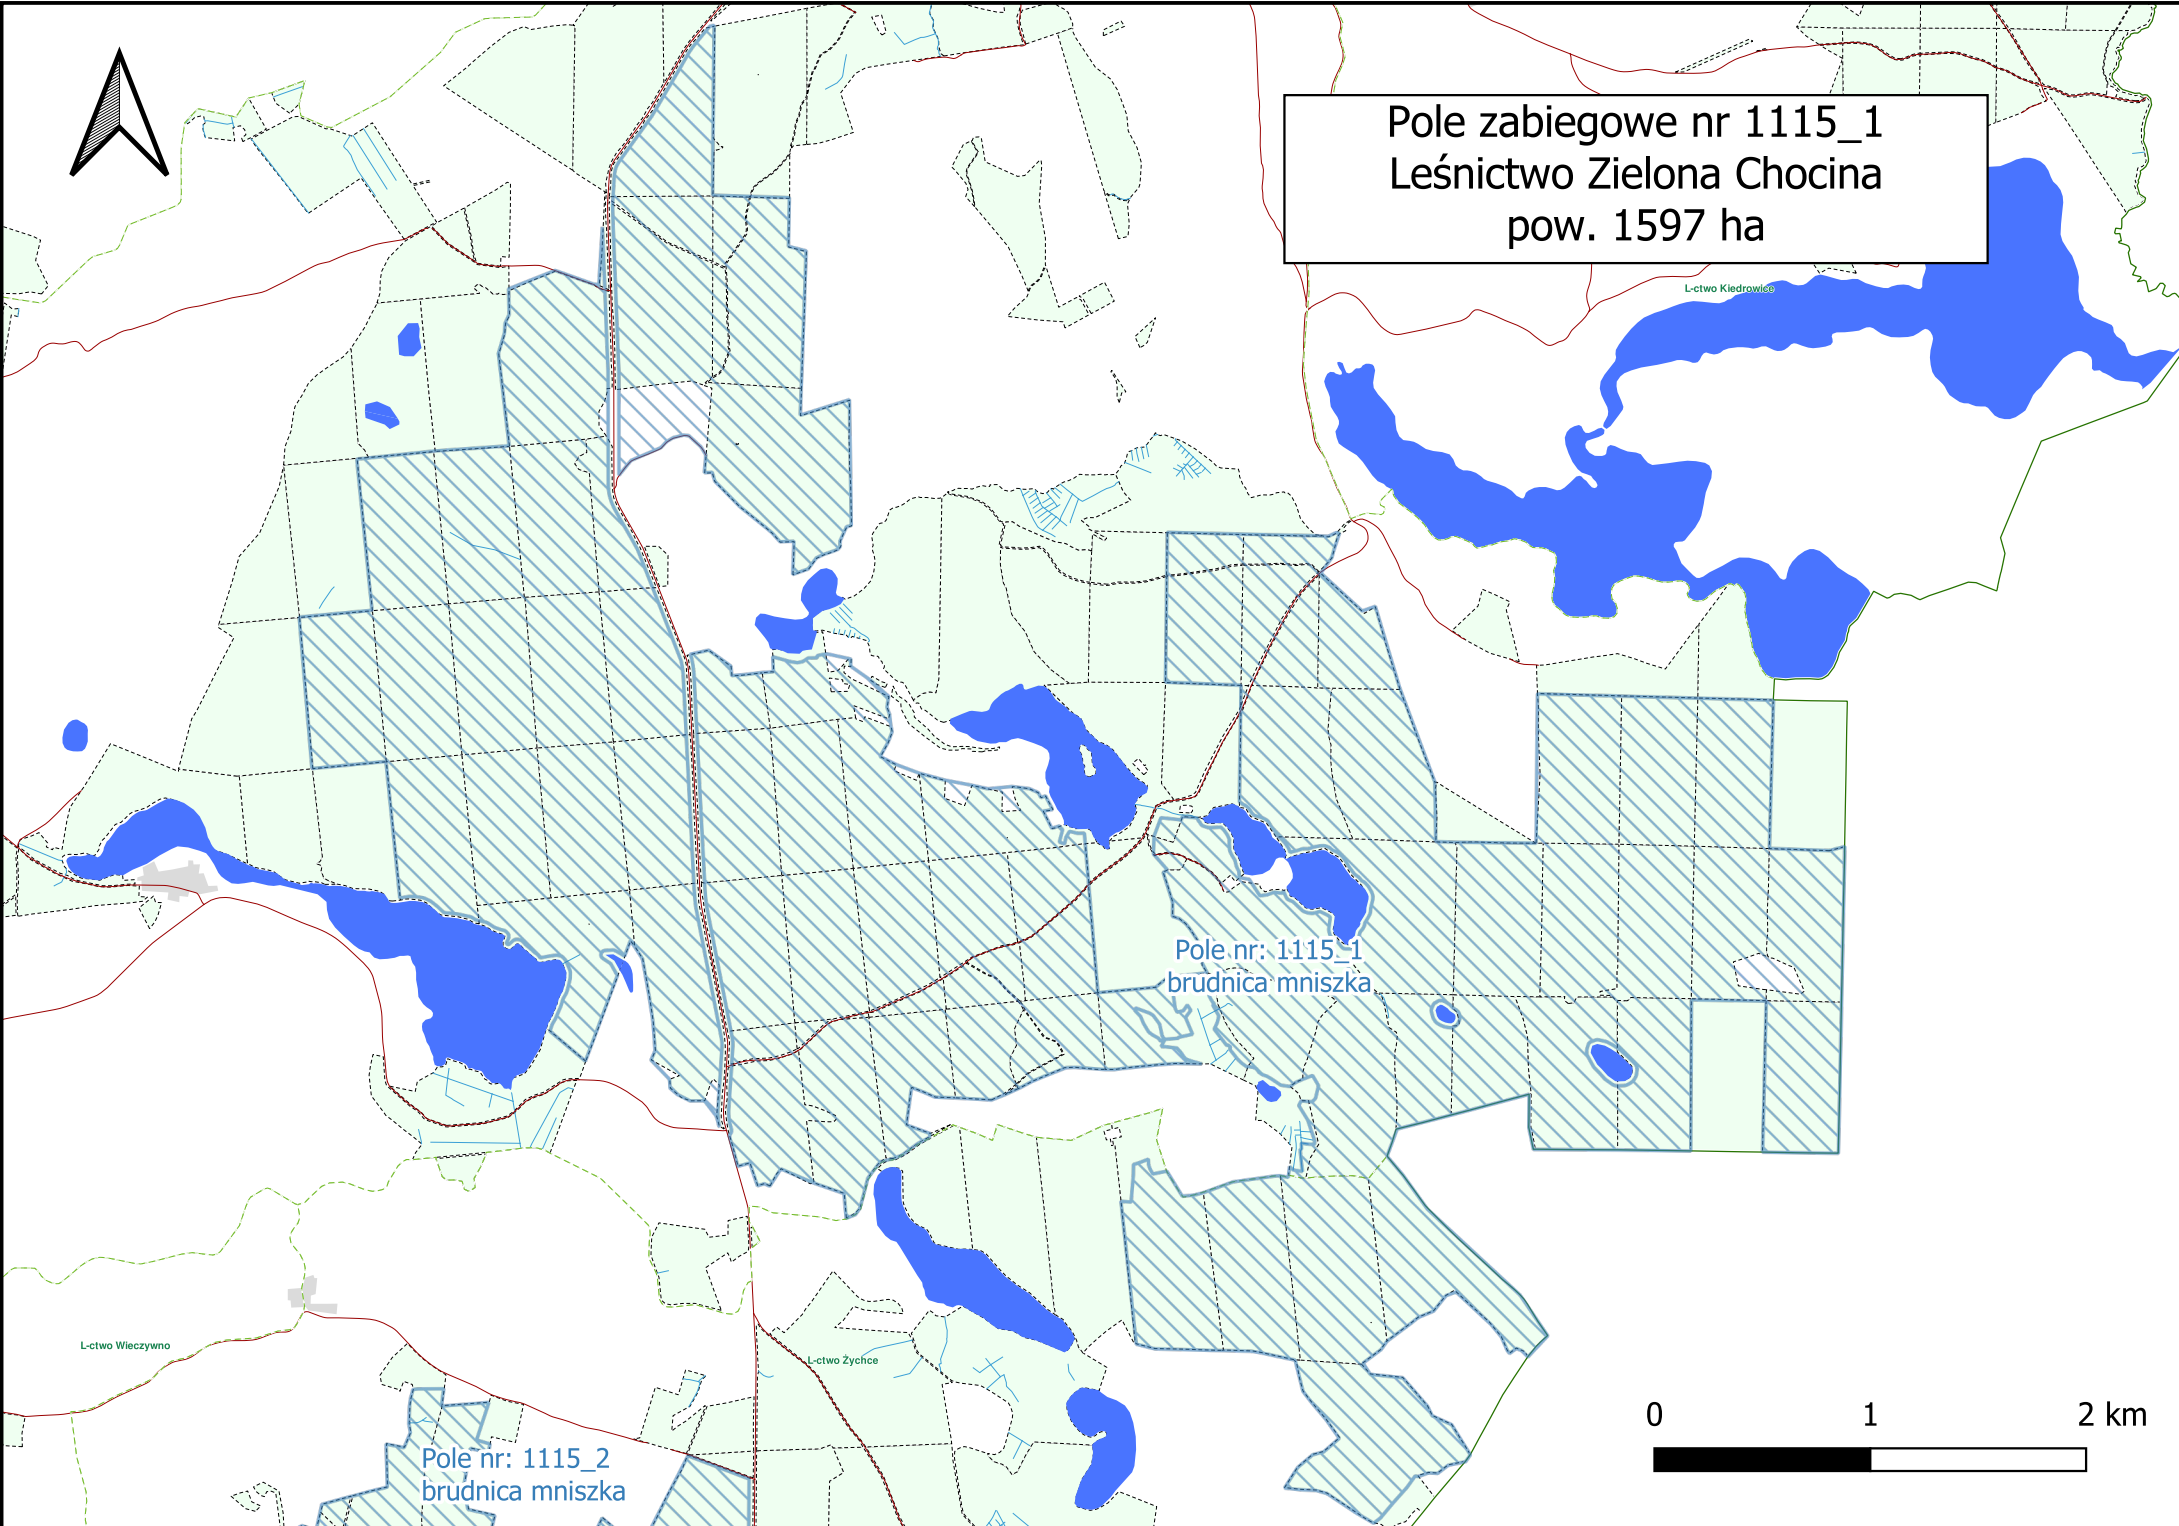 Pole zabiegowe nr 1115_1
Leśnictwo Zielona Chocina
pow. 1597 ha
L-ctwo Kiedrowice
Pole nr: 1115_1
brudnica mniszka
L-ctwo Wieczywno
L-ctwo Żychce
Pole nr: 1115_2
brudnica mniszka
0 1 2 km